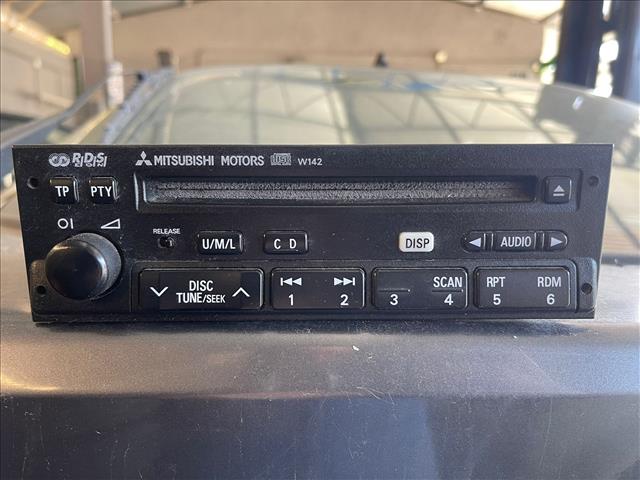 RDS MITSUBISHI MOTORS W142
TP PTY
RELEASE
U/M/L C D DISP AUDIO
DISC
TUNE/SEEK
SCAN RPT RDM
1 2 3 4 5 6